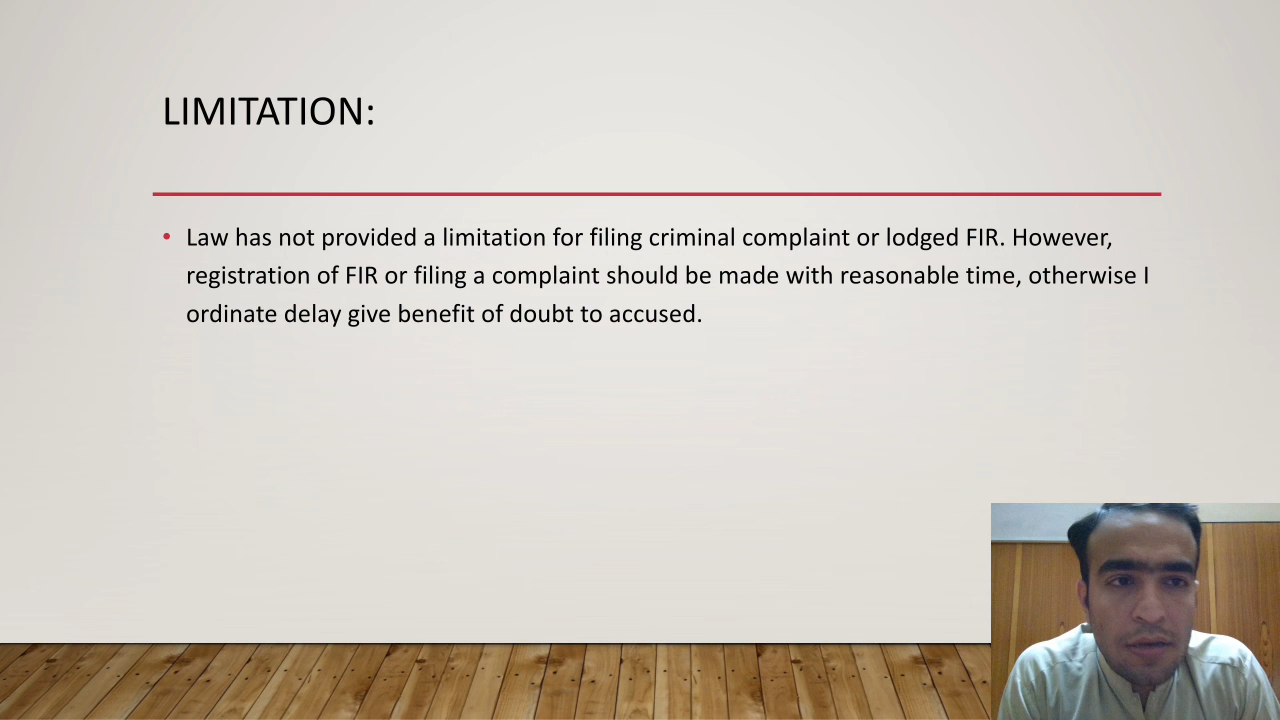 LIMITATION:
• Law has not provided a limitation for filing criminal complaint or lodged FIR. However,
registration of FIR or filing a complaint should be made with reasonable time, otherwise I
ordinate delay give benefit of doubt to accused.